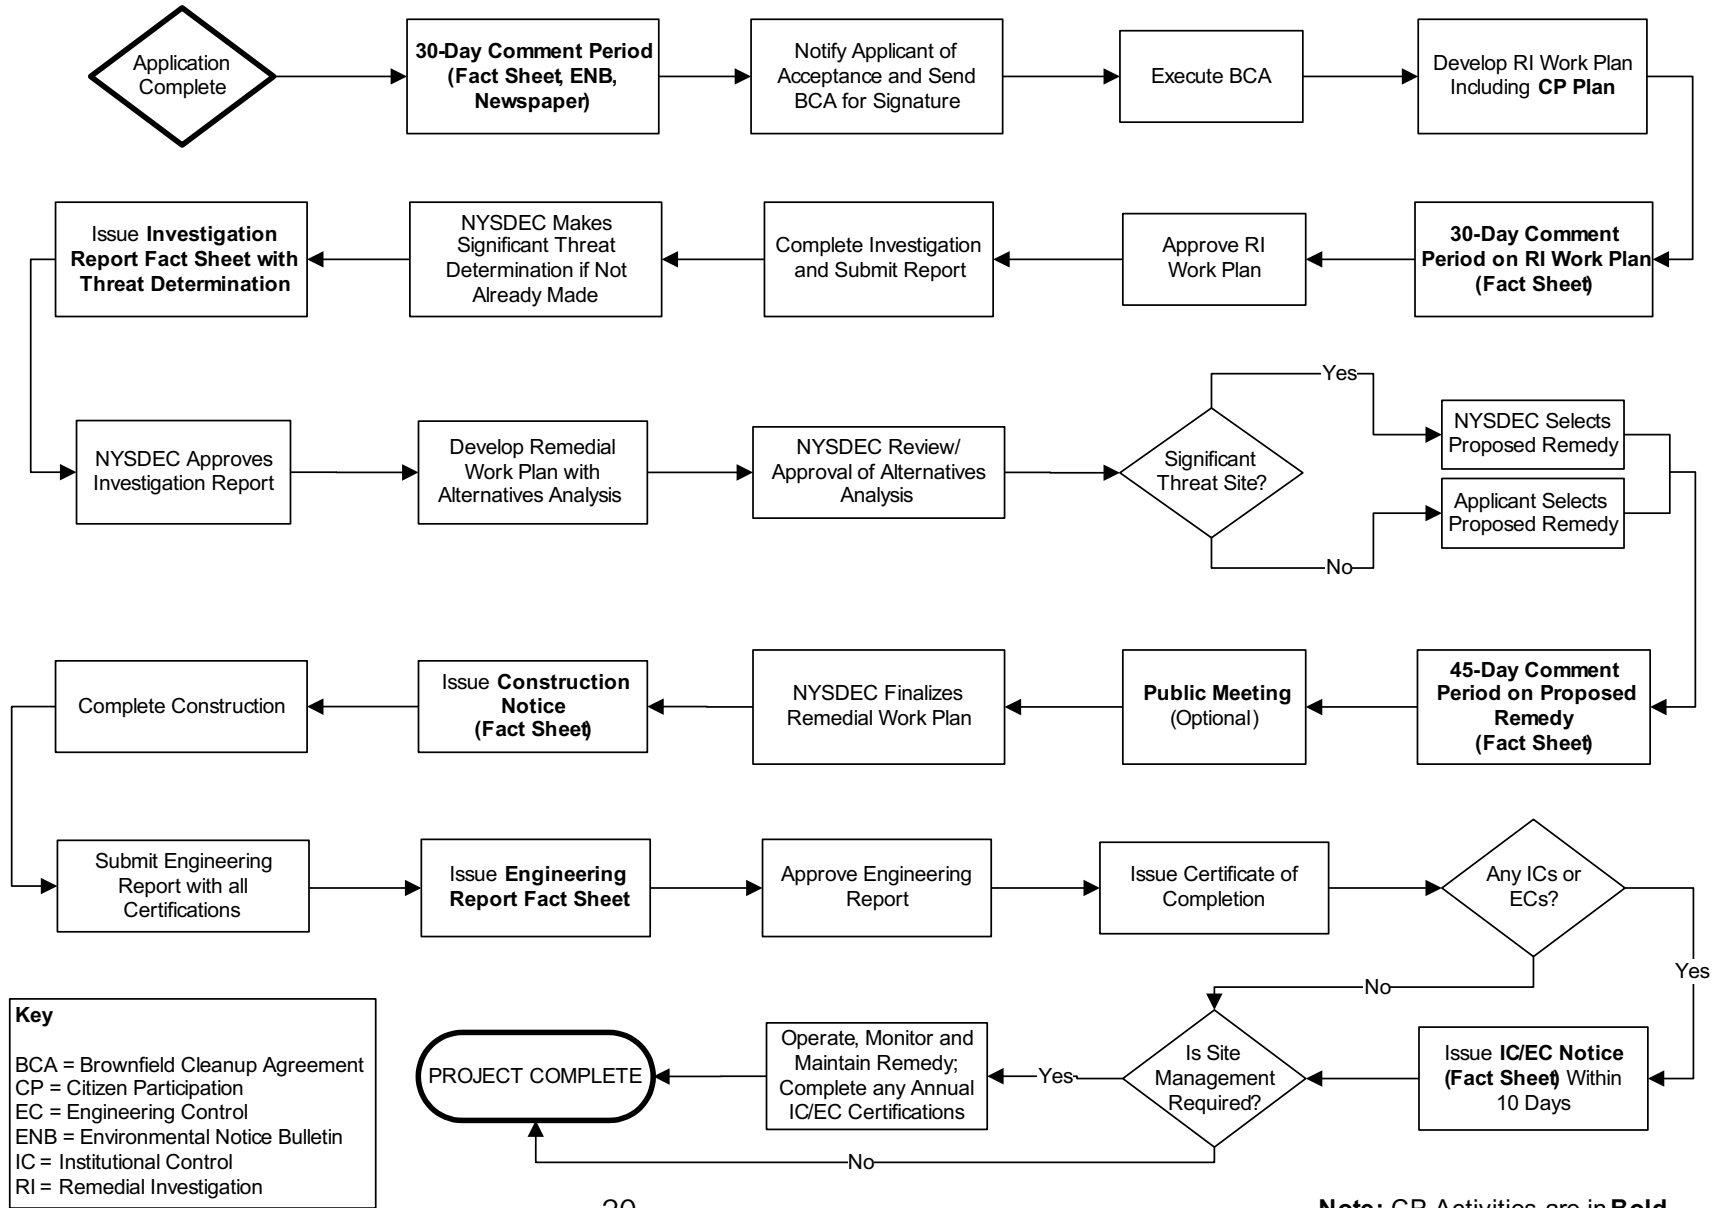 Application
Complete
30-Day Comment Period
(Fact Sheet, ENB,
Newspaper)
Notify Applicant of
Acceptance and Send
BCA for Signature
Execute BCA
Develop RI Work Plan
Including CP Plan
30-Day Comment
Period on RI Work Plan
(Fact Sheet)
Approve RI
Work Plan
Complete Investigation
and Submit Report
NYSDEC Makes
Significant Threat
Determination if Not
Already Made
Issue Investigation
Report Fact Sheet with
Threat Determination
NYSDEC Approves
Investigation Report
Develop Remedial
Work Plan with
Alternatives Analysis
NYSDEC Review/
Approval of Alternatives
Analysis
Significant
Threat Site?
Yes
No
NYSDEC Selects
Proposed Remedy
Applicant Selects
Proposed Remedy
45-Day Comment
Period on Proposed
Remedy
(Fact Sheet)
Public Meeting
(Optional)
NYSDEC Finalizes
Remedial Work Plan
Issue Construction
Notice
(Fact Sheet)
Complete Construction
Submit Engineering
Report with all
Certifications
Issue Engineering
Report Fact Sheet
Approve Engineering
Report
Issue Certificate of
Completion
Any ICs or
ECs?
Yes
No
Issue IC/EC Notice
(Fact Sheet) Within
10 Days
Is Site
Management
Required?
Yes
No
Operate, Monitor and
Maintain Remedy;
Complete any Annual
IC/EC Certifications
PROJECT COMPLETE
Key
BCA = Brownfield Cleanup Agreement
CP = Citizen Participation
EC = Engineering Control
ENB = Environmental Notice Bulletin
IC = Institutional Control
RI = Remedial Investigation
20
Note: CP Activities are in Bold